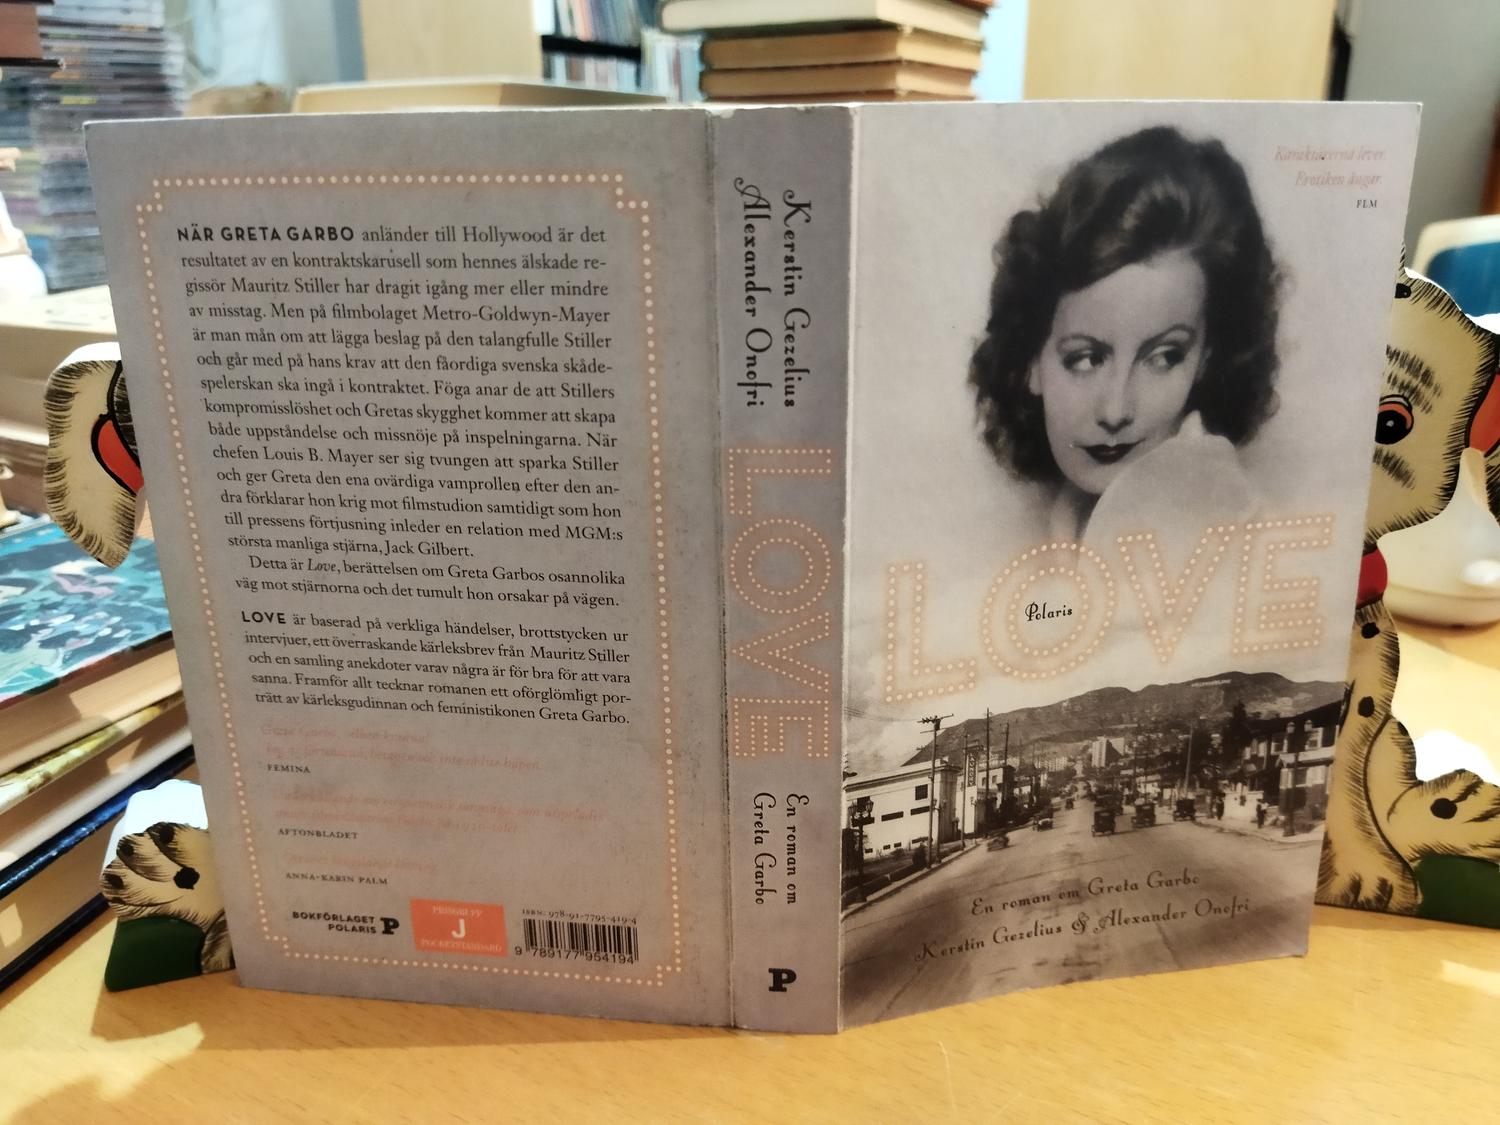 NÄR GRETA GARBO anländer till Hollywood är det
resultatet av en kontraktskarusell som hennes älskade re-
gissör Mauritz Stiller har dragit igång mer eller mindre
av misstag. Men på filmbolaget Metro-Goldwyn-Mayer
är man mån om att lägga beslag på den talangfulle Stiller
och går med på hans krav att den fåordiga svenska skåde-
spelerskan ska ingå i kontraktet. Föga anar de att Stillers
kompromisslöshet och Gretas skygghet kommer att skapa
både uppståndelse och missnöje på inspelningarna. När
chefen Louis B. Mayer ser sig tvungen att sparka Stiller
och ger Greta den ena ovärdiga vamprollen efter den an-
dra förklarar hon krig mot filmstudion samtidigt som hon
till pressens förtjusning inleder en relation med MGM:s
största manliga stjärna, Jack Gilbert.
Detta är Love, berättelsen om Greta Garbos osannolika
väg mot stjärnorna och det tumult hon orsakar på vägen.
LOVE är baserad på verkliga händelser, brottstycken ur
intervjuer, ett överraskande kärleksbrev från Mauritz Stiller
och en samling anekdoter varav några är för bra för att vara
sanna. Framför allt tecknar romanen ett oförglömligt por-
trätt av kärleksgudinnan och feministikonen Greta Garbo.
FEMINA
AFTONBLADET
ANNA-KARIN PALM
BOKFÖRLAGET
POLARIS P
PRISGRUPP
J
POCKETSTANDARD
ISBN: 978-91-7795-419-4
9 789177 954194
Kerstin Gezelius
Alexander Onofri
LOVE
En roman om
Greta Garbo
P
Karaktärerna lever.
Erotiken ångar.
FLM
LOVE
Polaris
En roman om Greta Garbo
Kerstin Gezelius & Alexander Onofri